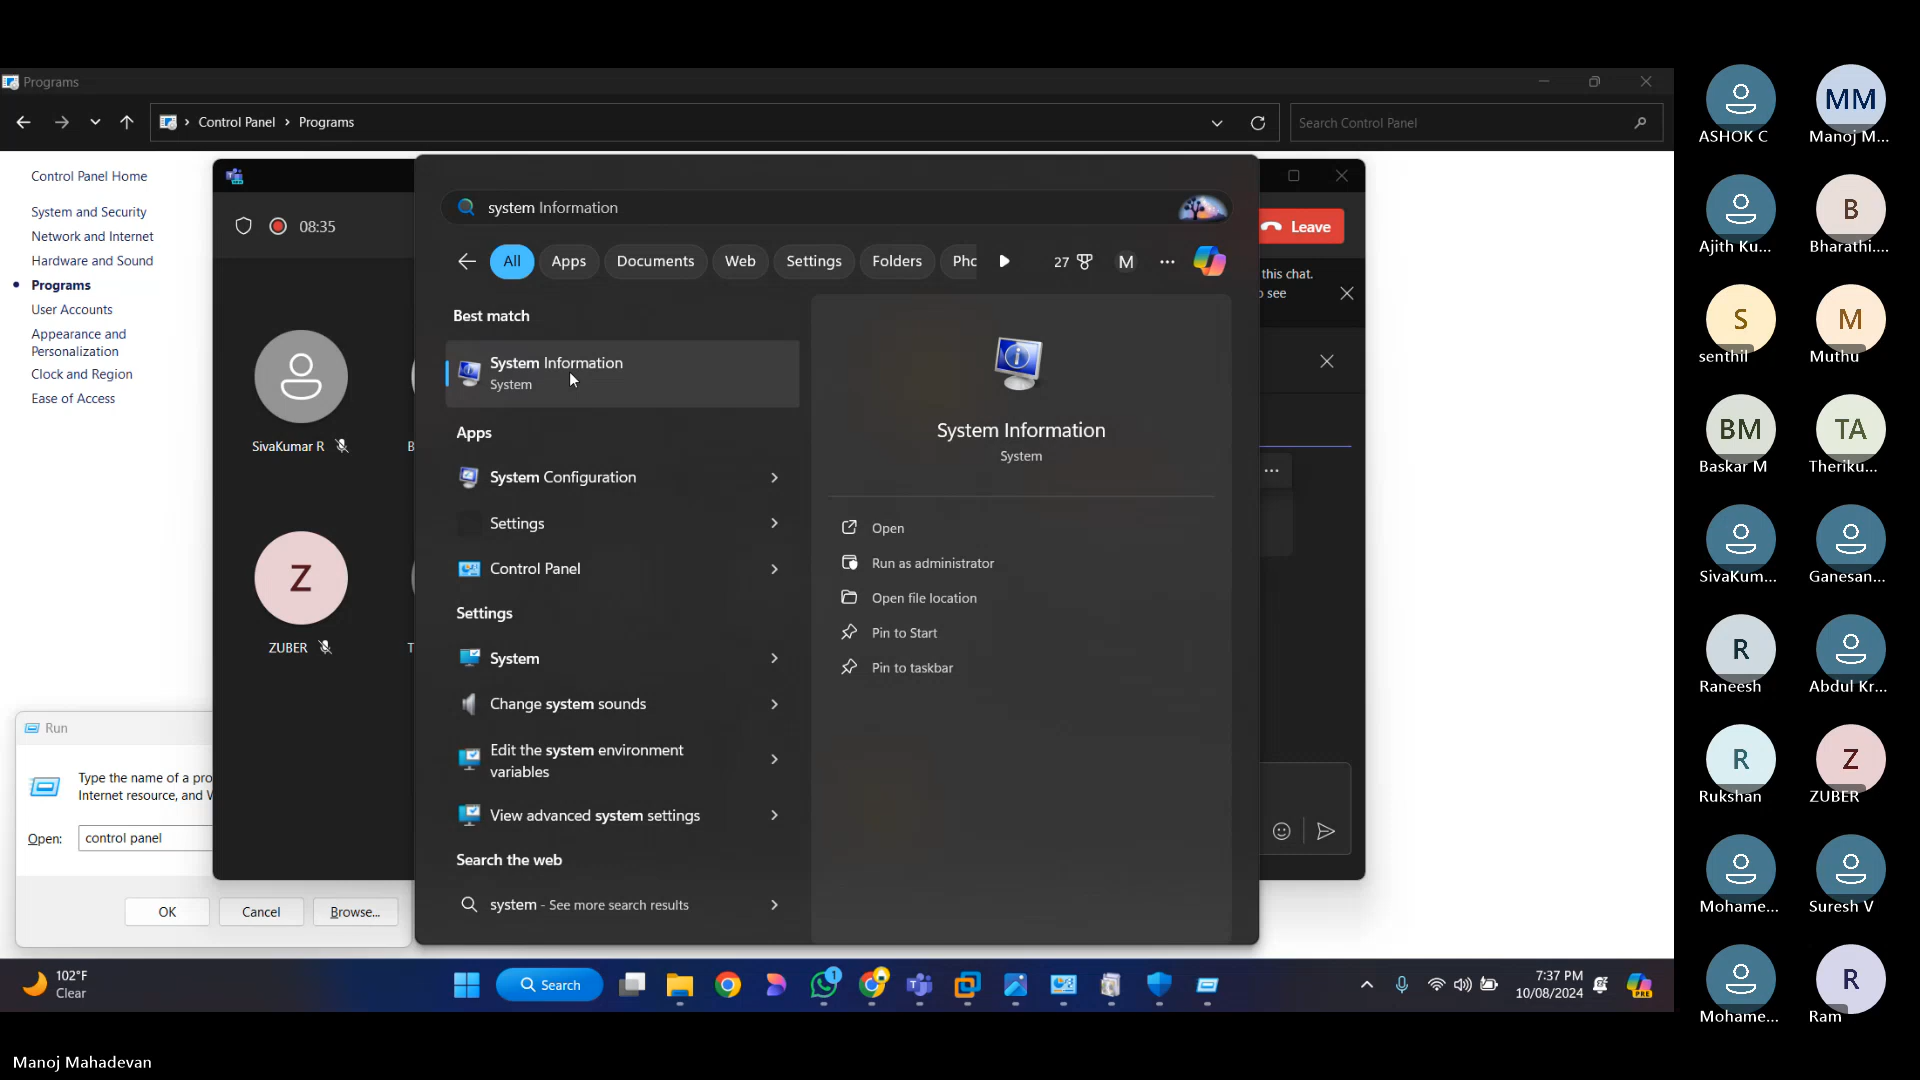 Programs
Control Panel > Programs
Search Control Panel
Control Panel Home
System and Security
Network and Internet
Hardware and Sound
Programs
User Accounts
Appearance and
Personalization
Clock and Region
Ease of Access
08:35
SivaKumar R
B
Z
ZUBER
T
Leave
this chat.
o see
system Information
All
Apps
Documents
Web
Settings
Folders
Pho
27
M
Best match
System Information
System
Apps
System Configuration
Settings
Control Panel
Settings
System
Change system sounds
Edit the system environment
variables
View advanced system settings
Search the web
system - See more search results
System Information
System
Open
Run as administrator
Open file location
Pin to Start
Pin to taskbar
Run
Type the name of a pro
Internet resource, and W
Open:
control panel
OK
Cancel
Browse...
102°F
Clear
Search
1
7:37 PM
10/08/2024
PRE
ASHOK C
MM
Manoj M...
Ajith Ku...
B
Bharathi....
S
senthil
M
Muthu
BM
Baskar M
TA
Theriku...
SivaKum...
Ganesan...
R
Raneesh
Abdul Kr...
R
Rukshan
Z
ZUBER
Mohame...
Suresh V
Mohame...
R
Ram
Manoj Mahadevan